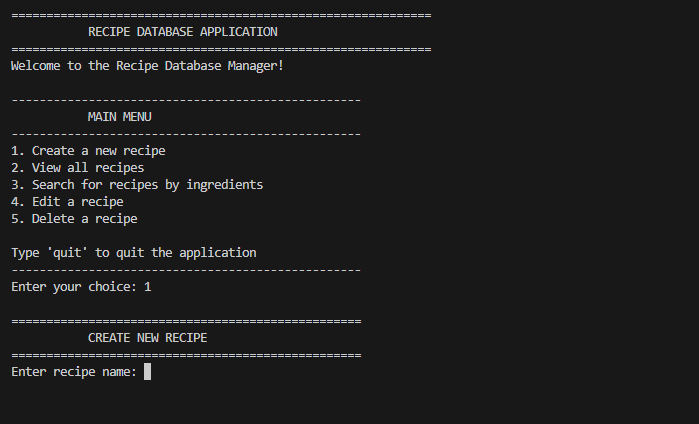 ============================================================
RECIPE DATABASE APPLICATION
============================================================
Welcome to the Recipe Database Manager!
--------------------------------------------------
MAIN MENU
--------------------------------------------------
1. Create a new recipe
2. View all recipes
3. Search for recipes by ingredients
4. Edit a recipe
5. Delete a recipe
Type 'quit' to quit the application
--------------------------------------------------
Enter your choice: 1
==================================================
CREATE NEW RECIPE
==================================================
Enter recipe name: